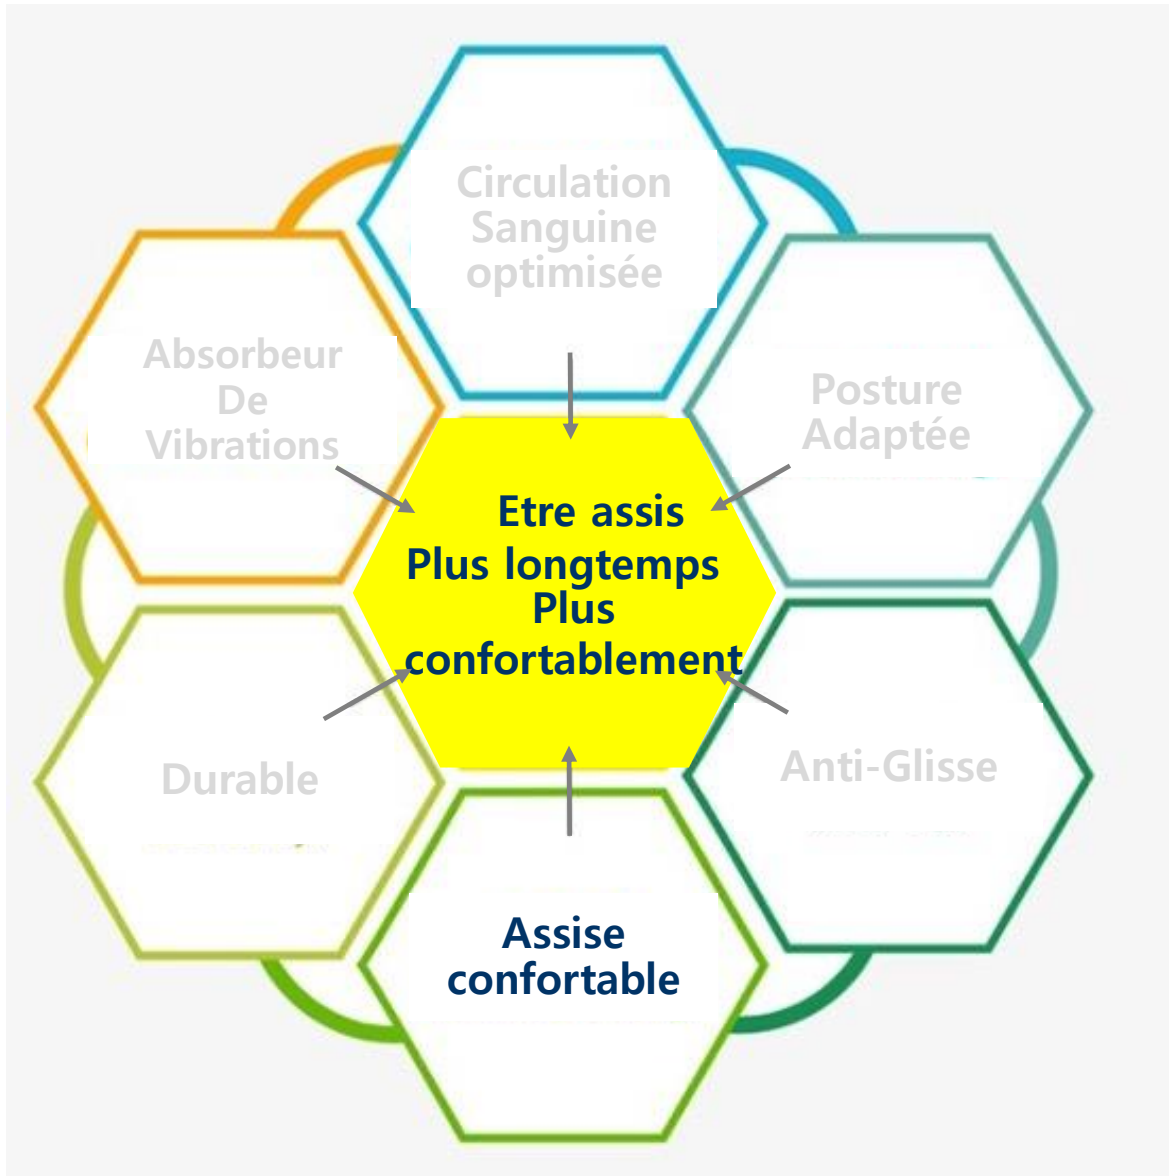 Circulation
Sanguine
optimisée
Absorbeur
De
Vibrations
Posture
Adaptée
Etre assis
Plus longtemps
Plus
confortablement
Durable
Anti-Glisse
Assise
confortable